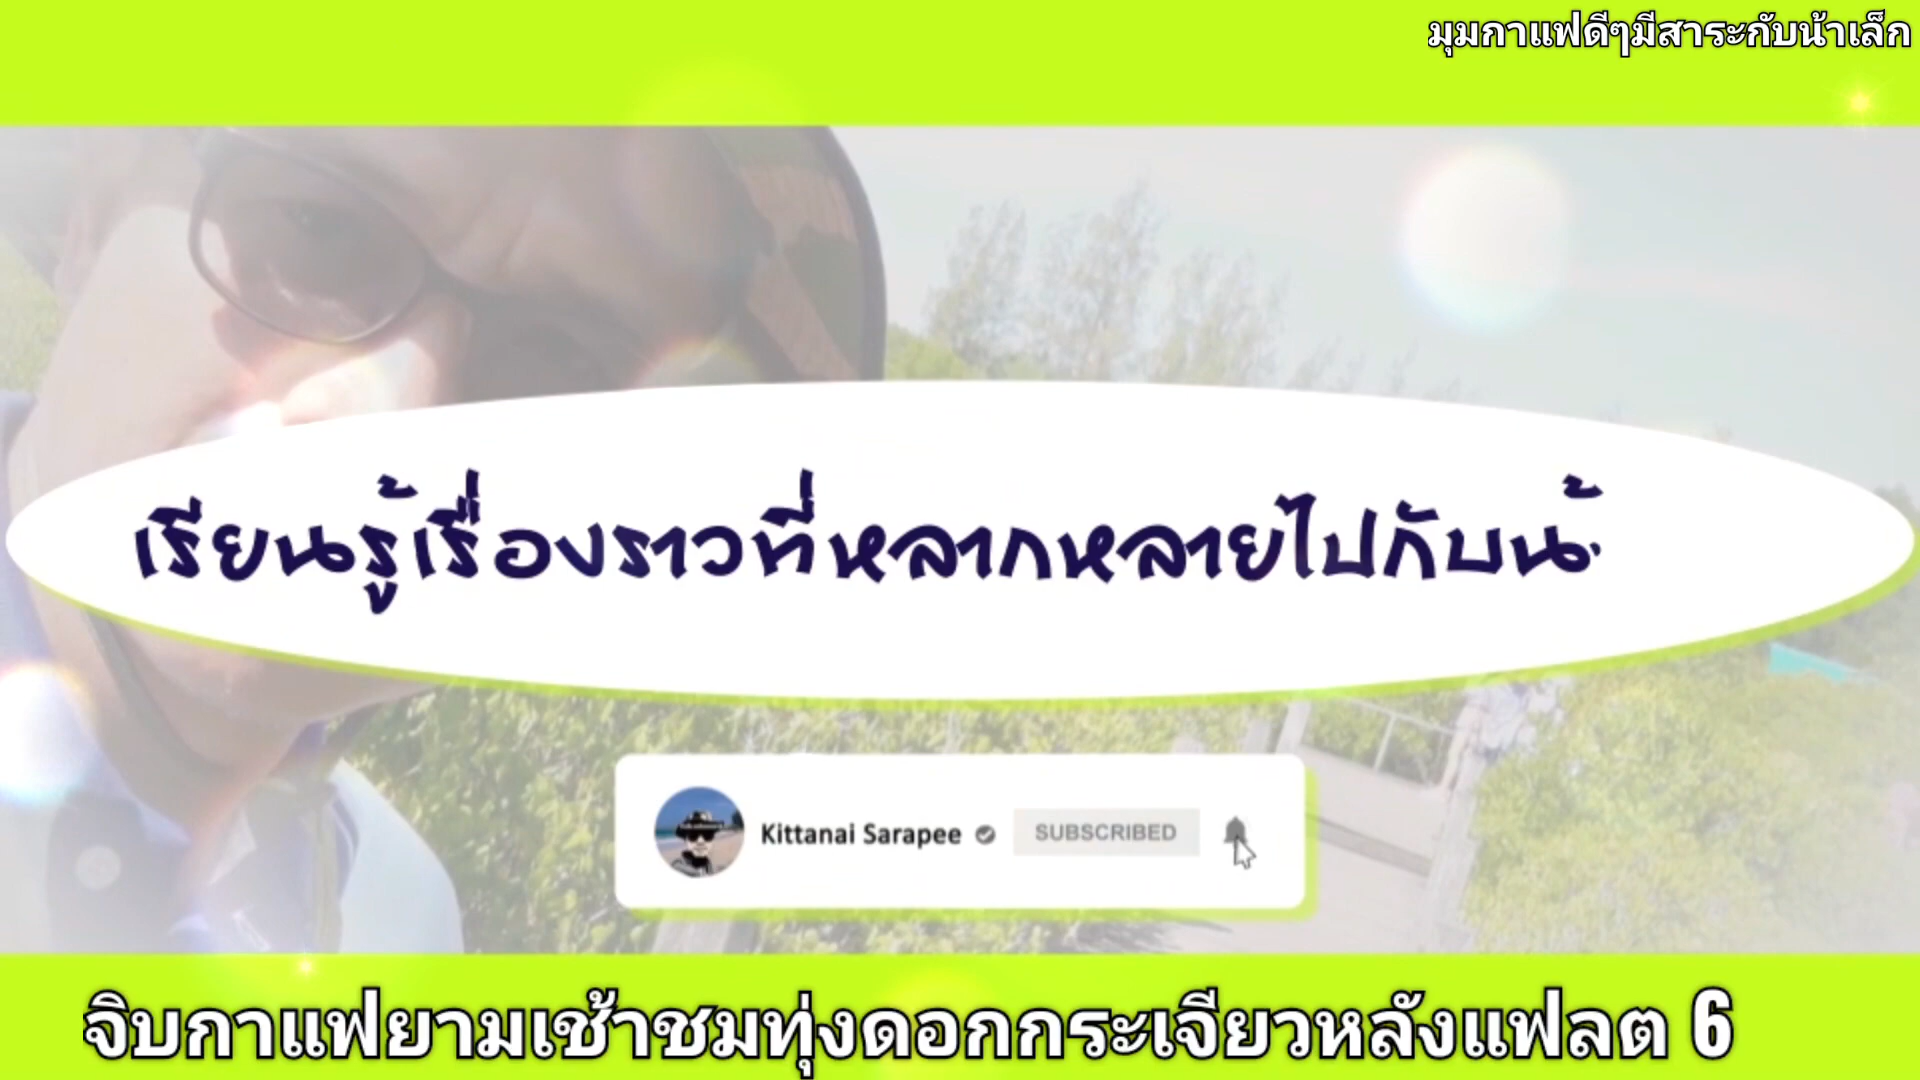 มุมกาแฟดีๆมีสาระกับน้าเล็ก
เรียนรู้เรื่องราวที่หลากหลายไปกับน้
Kittanai Sarapee
SUBSCRIBED
จิบกาแฟยามเช้าชมทุ่งดอกกระเจียวหลังแฟลต 6